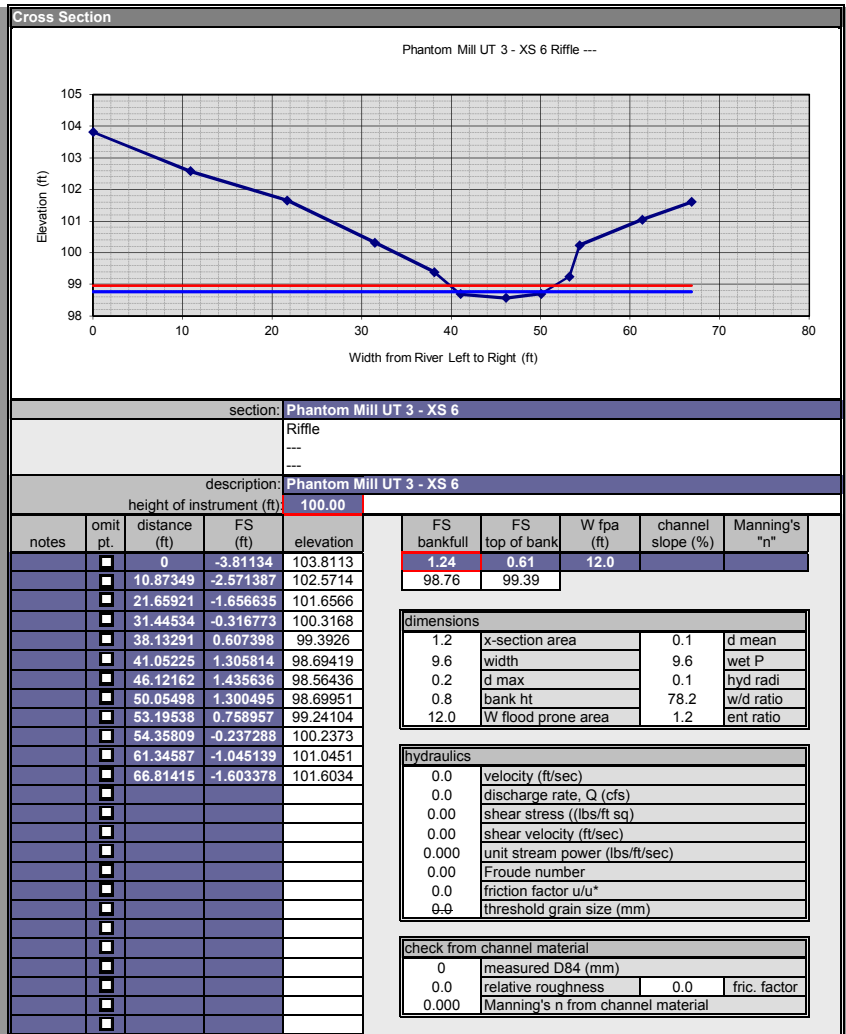 Cross Section
Phantom Mill UT 3 - XS 6 Riffle ---
105
104
103
102
101
100
99
98
Elevation (ft)
0 10 20 30 40 50 60 70 80
Width from River Left to Right (ft)
section: Phantom Mill UT 3 - XS 6
Riffle
---
---
description: Phantom Mill UT 3 - XS 6
height of instrument (ft): 100.00
notes omit pt. distance (ft) FS (ft) elevation
0 -3.81134 103.8113
10.87349 -2.571387 102.5714
21.65921 -1.656635 101.6566
31.44534 -0.316773 100.3168
38.13291 0.607398 99.3926
41.05225 1.305814 98.69419
46.12162 1.435636 98.56436
50.05498 1.300495 98.69951
53.19538 0.758957 99.24104
54.35809 -0.237288 100.2373
61.34587 -1.045139 101.0451
66.81415 -1.603378 101.6034
FS bankfull FS top of bank W fpa (ft) channel slope (%) Manning's "n"
1.24 0.61 12.0
98.76 99.39
dimensions
1.2 x-section area 0.1 d mean
9.6 width 9.6 wet P
0.2 d max 0.1 hyd radi
0.8 bank ht 78.2 w/d ratio
12.0 W flood prone area 1.2 ent ratio
hydraulics
0.0 velocity (ft/sec)
0.0 discharge rate, Q (cfs)
0.00 shear stress ((lbs/ft sq)
0.00 shear velocity (ft/sec)
0.000 unit stream power (lbs/ft/sec)
0.00 Froude number
0.0 friction factor u/u*
0.0 threshold grain size (mm)
check from channel material
0 measured D84 (mm)
0.0 relative roughness 0.0 fric. factor
0.000 Manning's n from channel material